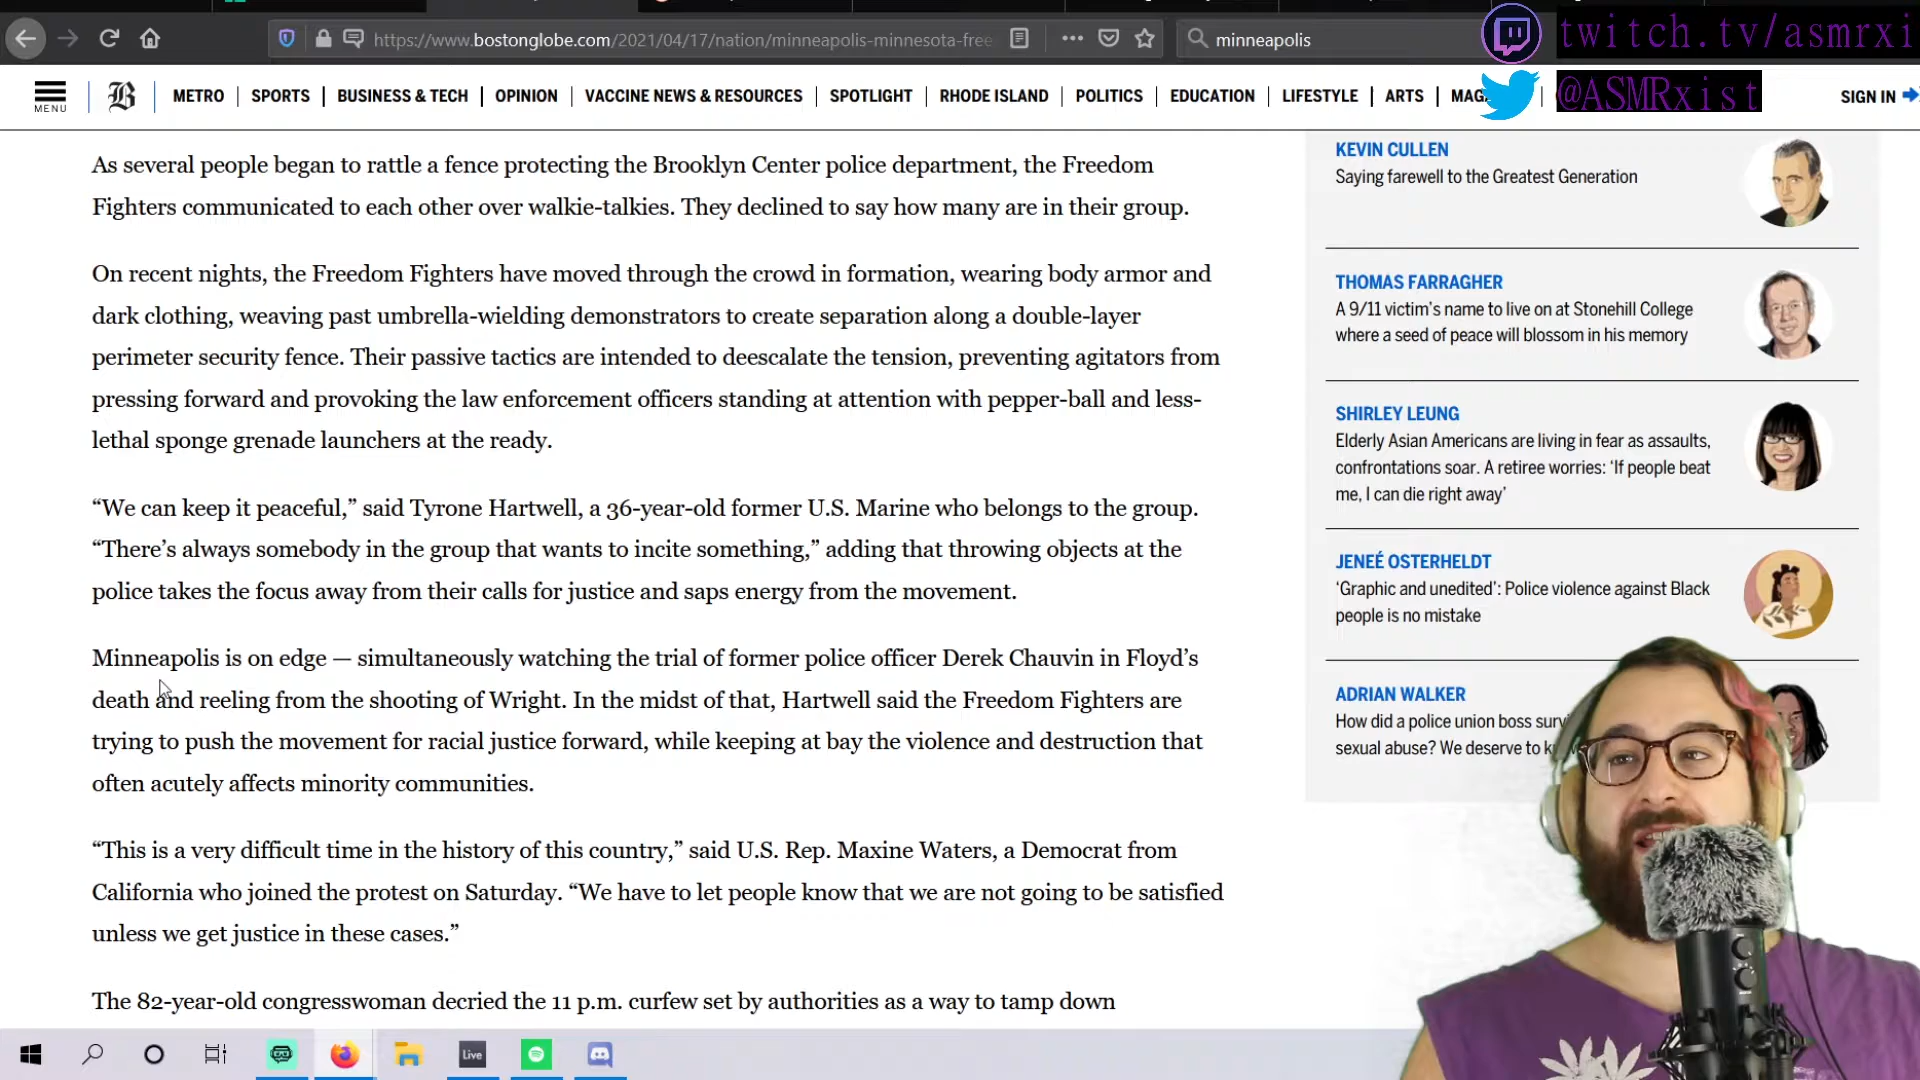 https://www.bostonglobe.com/2021/04/17/nation/minneapolis-minnesota-free
minneapolis
twitch.tv/asmrxi
@ASMRxist
MENU
B
METRO
SPORTS
BUSINESS & TECH
OPINION
VACCINE NEWS & RESOURCES
SPOTLIGHT
RHODE ISLAND
POLITICS
EDUCATION
LIFESTYLE
ARTS
SIGN IN
As several people began to rattle a fence protecting the Brooklyn Center police department, the Freedom
Fighters communicated to each other over walkie-talkies. They declined to say how many are in their group.
On recent nights, the Freedom Fighters have moved through the crowd in formation, wearing body armor and
dark clothing, weaving past umbrella-wielding demonstrators to create separation along a double-layer
perimeter security fence. Their passive tactics are intended to deescalate the tension, preventing agitators from
pressing forward and provoking the law enforcement officers standing at attention with pepper-ball and less-
lethal sponge grenade launchers at the ready.
“We can keep it peaceful,” said Tyrone Hartwell, a 36-year-old former U.S. Marine who belongs to the group.
“There’s always somebody in the group that wants to incite something,” adding that throwing objects at the
police takes the focus away from their calls for justice and saps energy from the movement.
Minneapolis is on edge — simultaneously watching the trial of former police officer Derek Chauvin in Floyd’s
death and reeling from the shooting of Wright. In the midst of that, Hartwell said the Freedom Fighters are
trying to push the movement for racial justice forward, while keeping at bay the violence and destruction that
often acutely affects minority communities.
“This is a very difficult time in the history of this country,” said U.S. Rep. Maxine Waters, a Democrat from
California who joined the protest on Saturday. “We have to let people know that we are not going to be satisfied
unless we get justice in these cases.”
The 82-year-old congresswoman decried the 11 p.m. curfew set by authorities as a way to tamp down
KEVIN CULLEN
Saying farewell to the Greatest Generation
THOMAS FARRAGHER
A 9/11 victim’s name to live on at Stonehill College
where a seed of peace will blossom in his memory
SHIRLEY LEUNG
Elderly Asian Americans are living in fear as assaults,
confrontations soar. A retiree worries: ‘If people beat
me, I can die right away’
JENEÉ OSTERHELDT
‘Graphic and unedited’: Police violence against Black
people is no mistake
ADRIAN WALKER
How did a police union boss
sexual abuse? We deserve to
Live